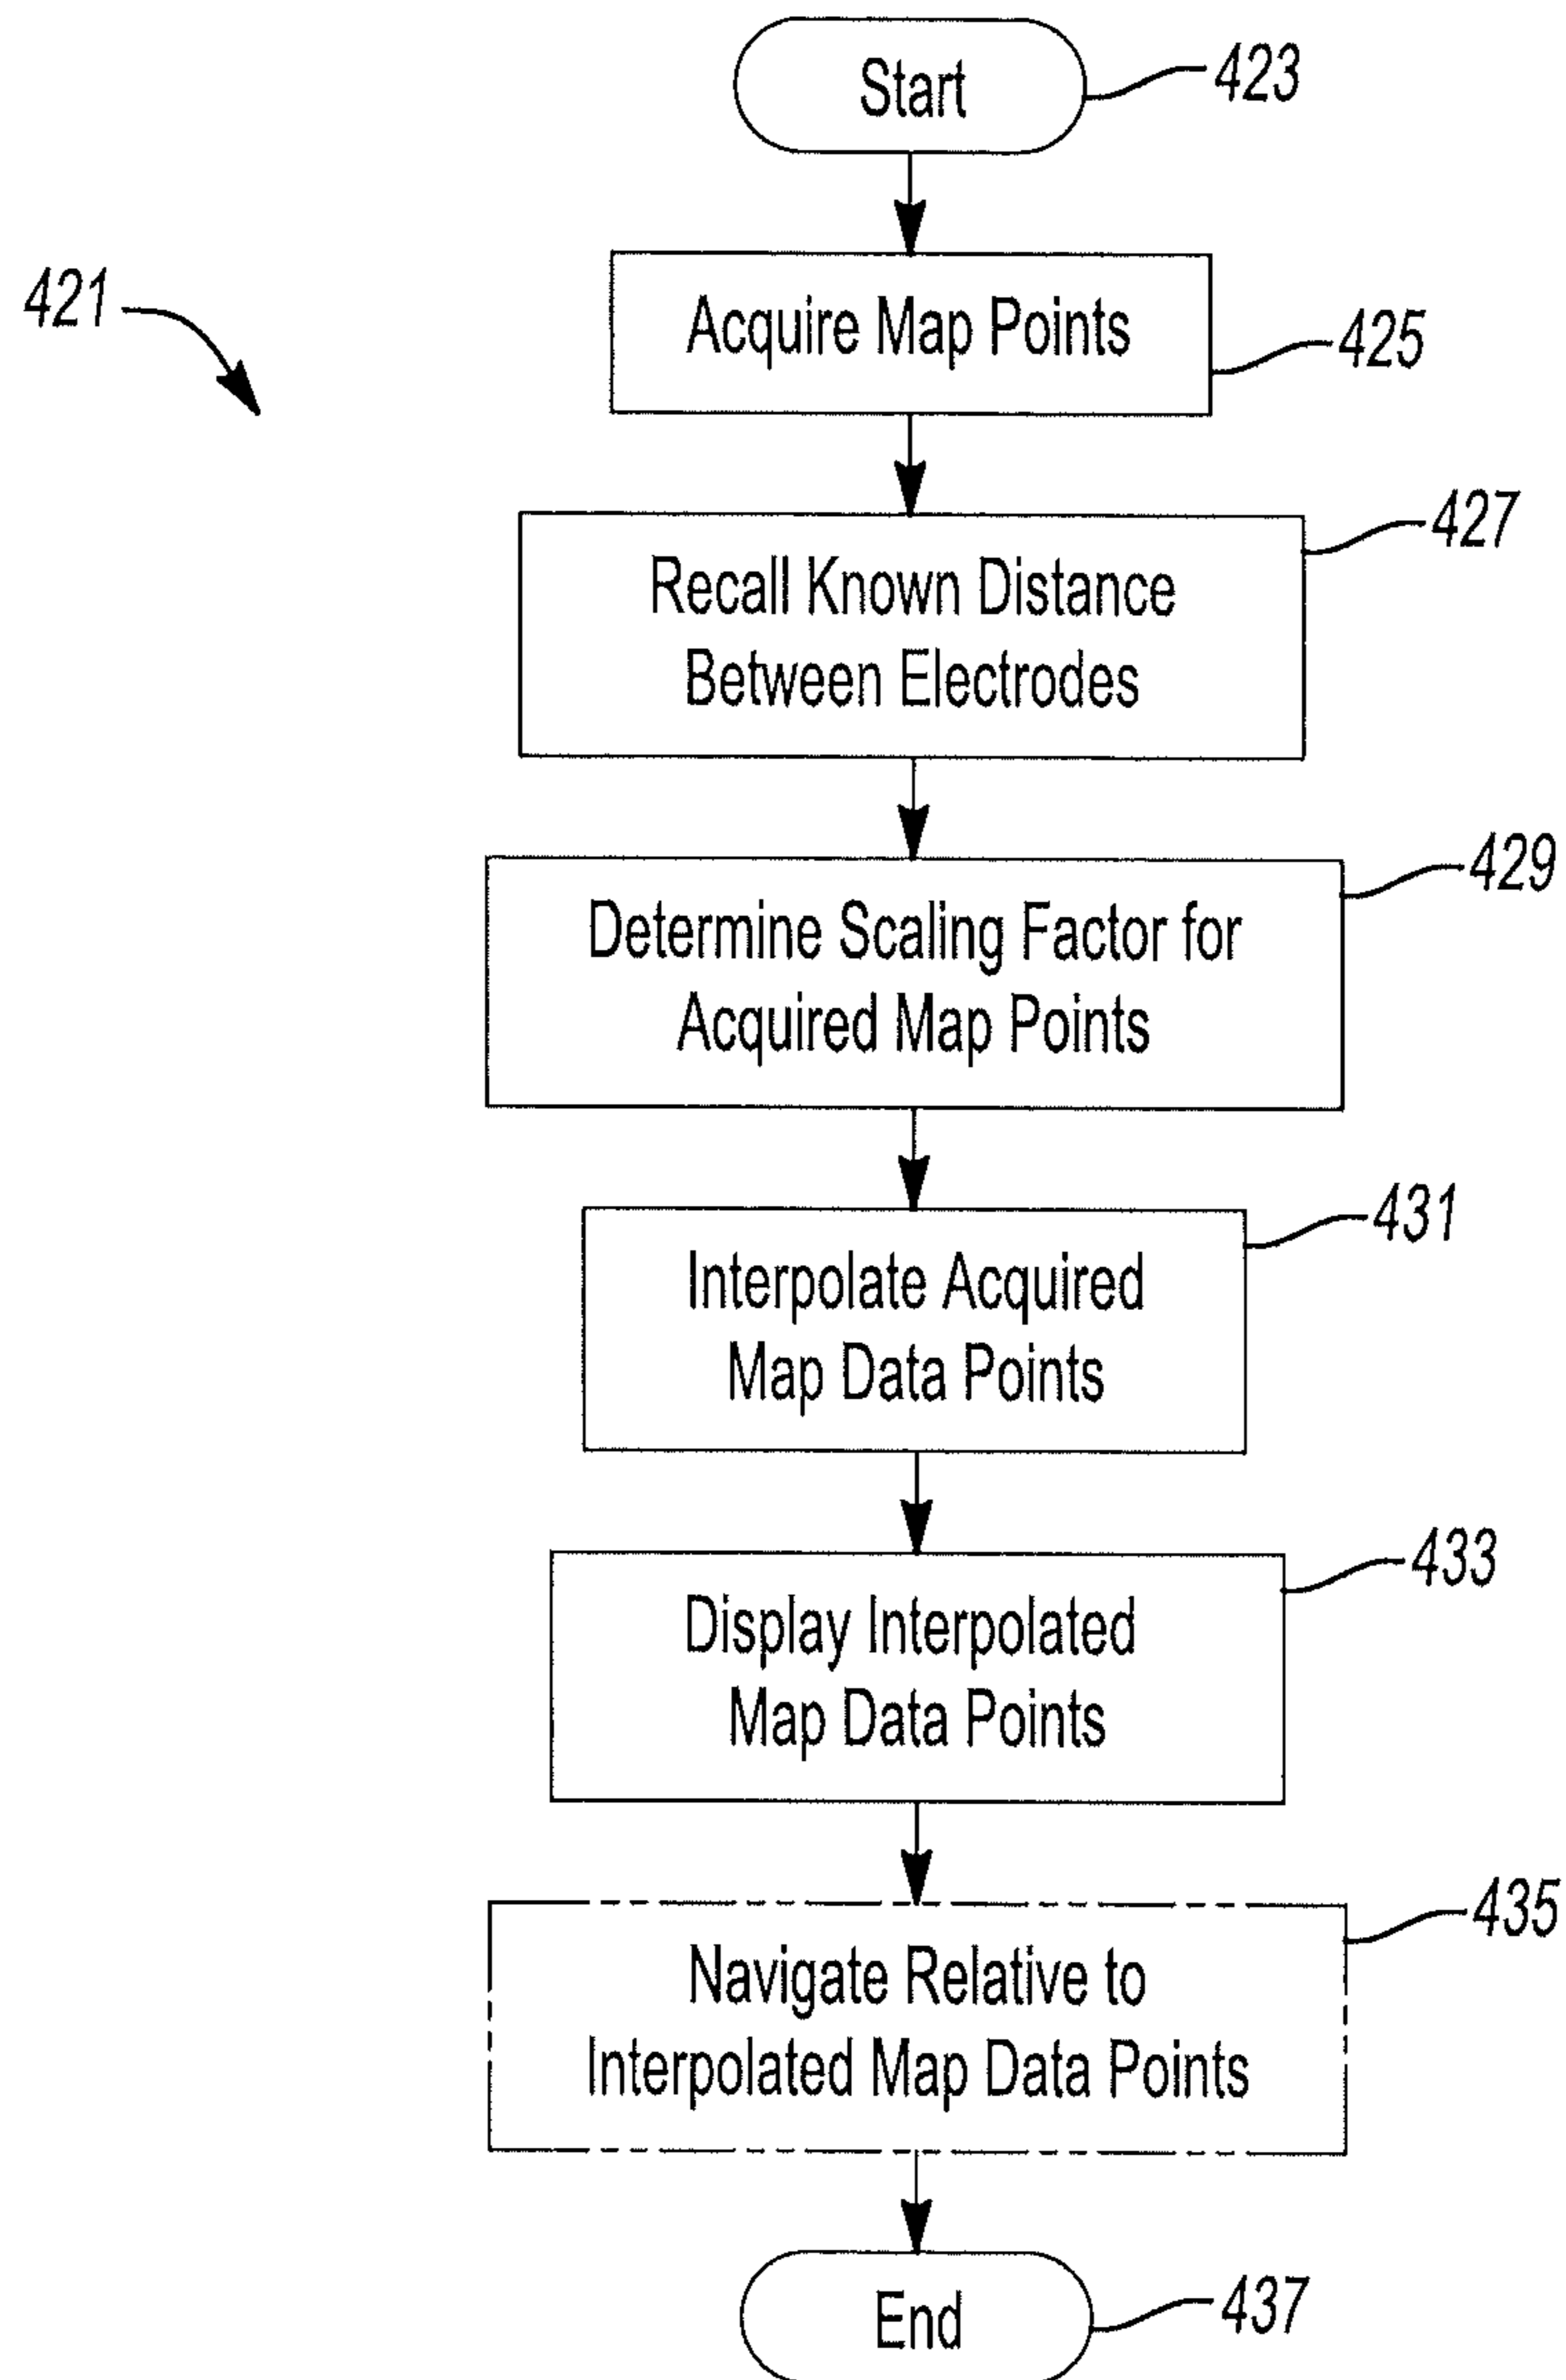 Start
423
421
Acquire Map Points
425
427
Recall Known Distance
Between Electrodes
429
Determine Scaling Factor for
Acquired Map Points
431
Interpolate Acquired
Map Data Points
433
Display Interpolated
Map Data Points
435
Navigate Relative to
Interpolated Map Data Points
End
437